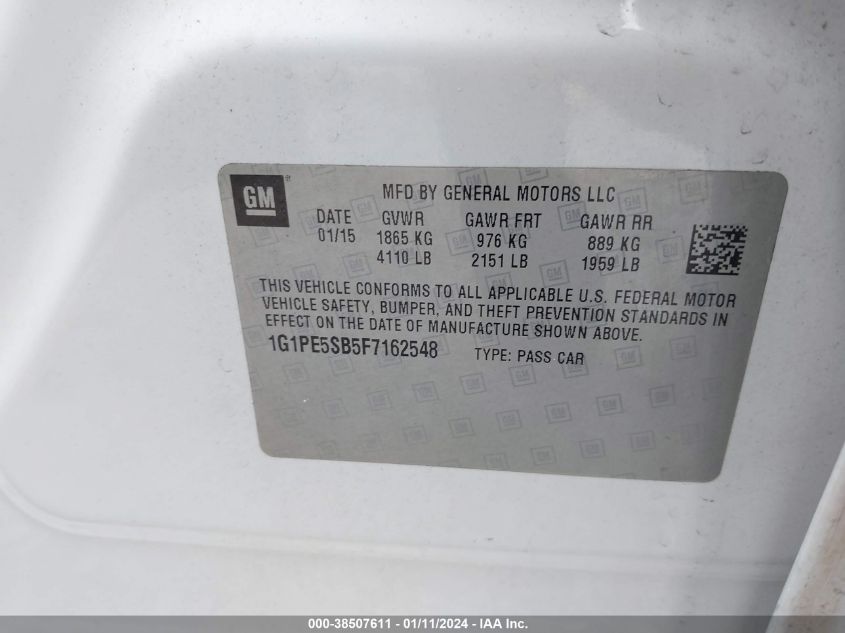 GM
MFD BY GENERAL MOTORS LLC
DATE GVWR GAWR FRT GAWR RR
01/15 1865 KG 976 KG 889 KG
4110 LB 2151 LB 1959 LB
THIS VEHICLE CONFORMS TO ALL APPLICABLE U.S. FEDERAL MOTOR
VEHICLE SAFETY, BUMPER, AND THEFT PREVENTION STANDARDS IN
EFFECT ON THE DATE OF MANUFACTURE SHOWN ABOVE.
1G1PE5SB5F7162548 TYPE: PASS CAR
000-38507611 - 01/11/2024 - IAA Inc.